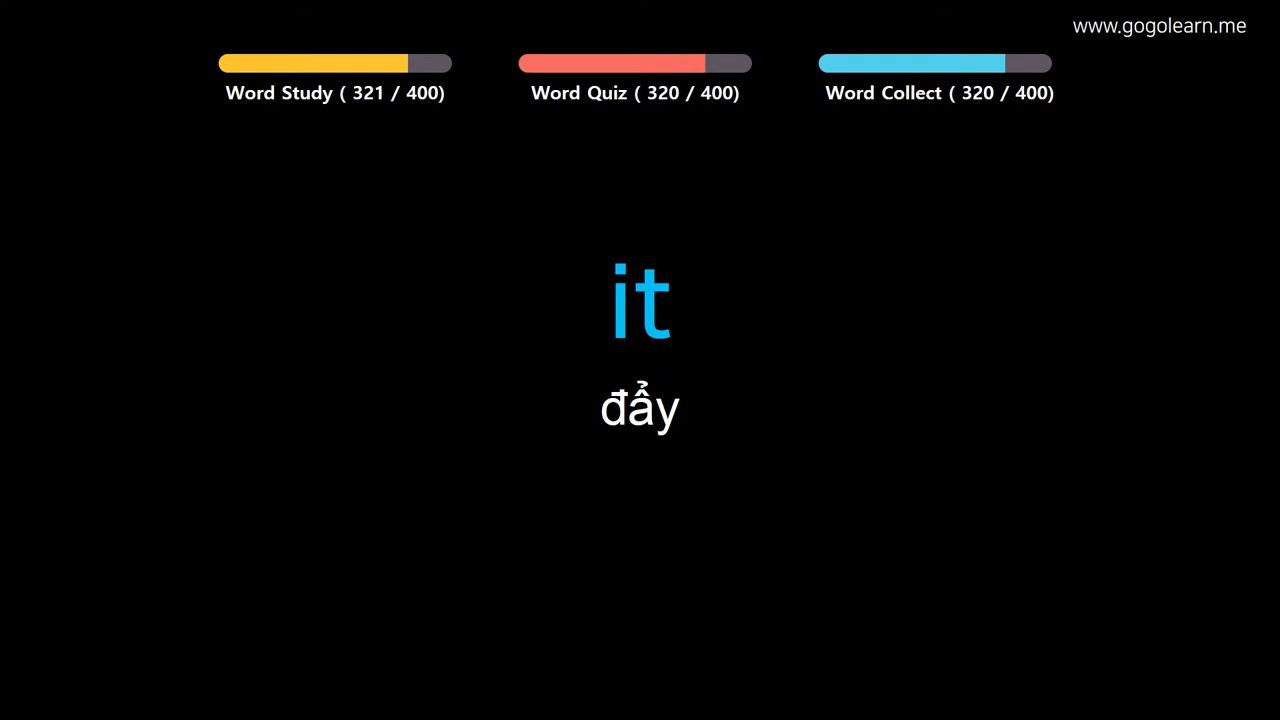 www.gogolearn.me
Word Study ( 321 / 400)
Word Quiz ( 320 / 400)
Word Collect ( 320 / 400)
it
đẩy